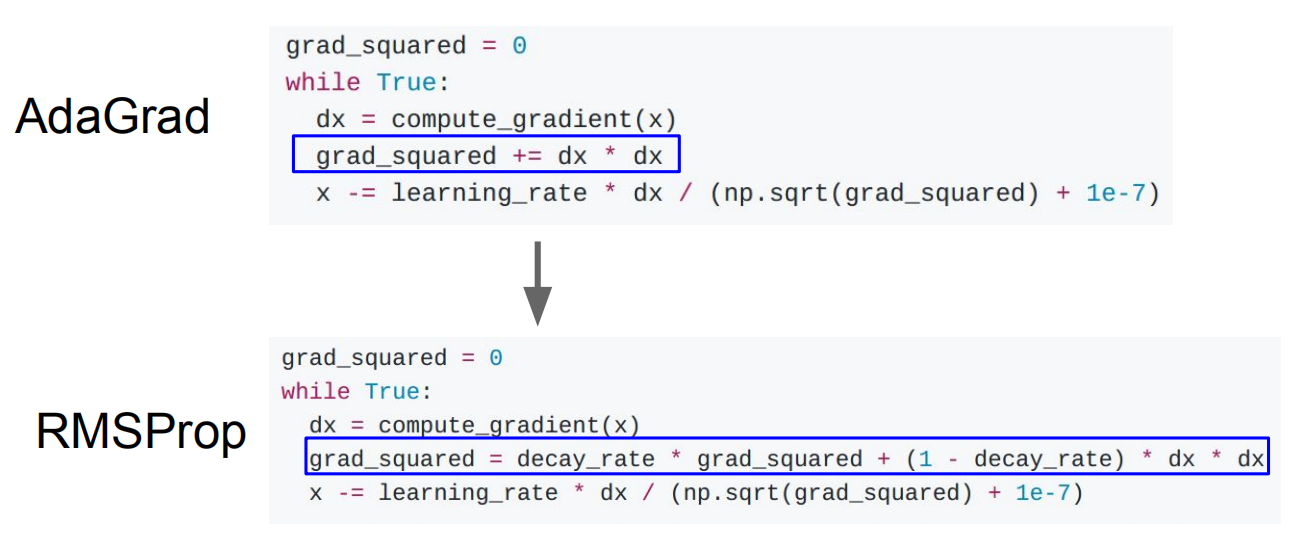 AdaGrad
grad_squared = 0
while True:
  dx = compute_gradient(x)
  grad_squared += dx * dx
  x -= learning_rate * dx / (np.sqrt(grad_squared) + 1e-7)
RMSProp
grad_squared = 0
while True:
  dx = compute_gradient(x)
  grad_squared = decay_rate * grad_squared + (1 - decay_rate) * dx * dx
  x -= learning_rate * dx / (np.sqrt(grad_squared) + 1e-7)